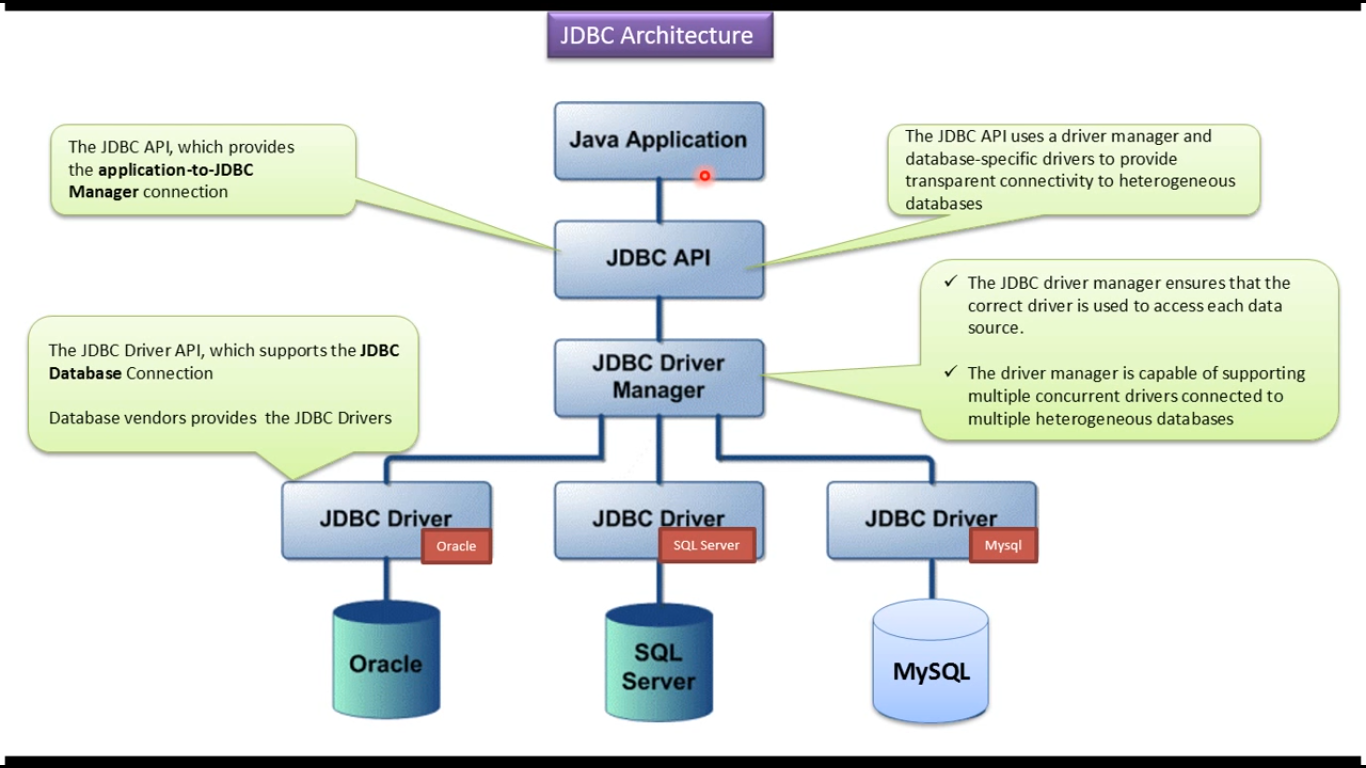 JDBC Architecture
Java Application
The JDBC API, which provides
the application-to-JDBC
Manager connection
The JDBC API uses a driver manager and
database-specific drivers to provide
transparent connectivity to heterogeneous
databases
JDBC API
✓ The JDBC driver manager ensures that the
correct driver is used to access each data
source.
✓ The driver manager is capable of supporting
multiple concurrent drivers connected to
multiple heterogeneous databases
The JDBC Driver API, which supports the JDBC
Database Connection
Database vendors provides the JDBC Drivers
JDBC Driver
Manager
JDBC Driver
Oracle
JDBC Driver
SQL Server
JDBC Driver
Mysql
Oracle
SQL
Server
MySQL